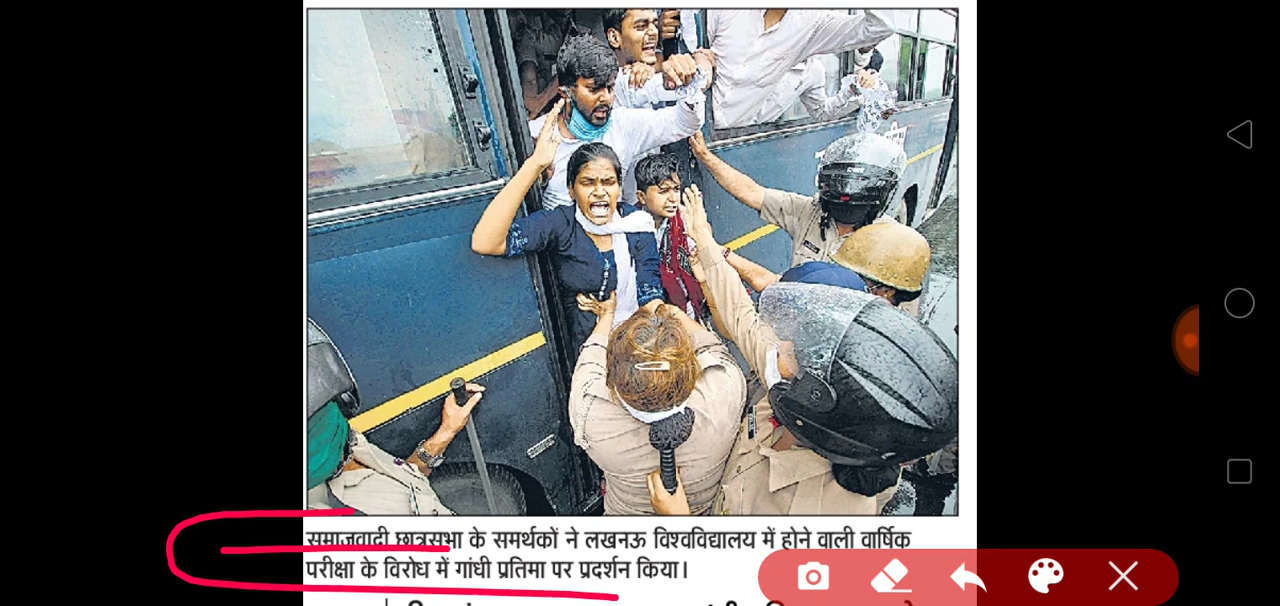 समाजवादी छात्रसभा के समर्थकों ने लखनऊ विश्वविद्यालय में होने वाली वार्षिक
परीक्षा के विरोध में गांधी प्रतिमा पर प्रदर्शन किया।